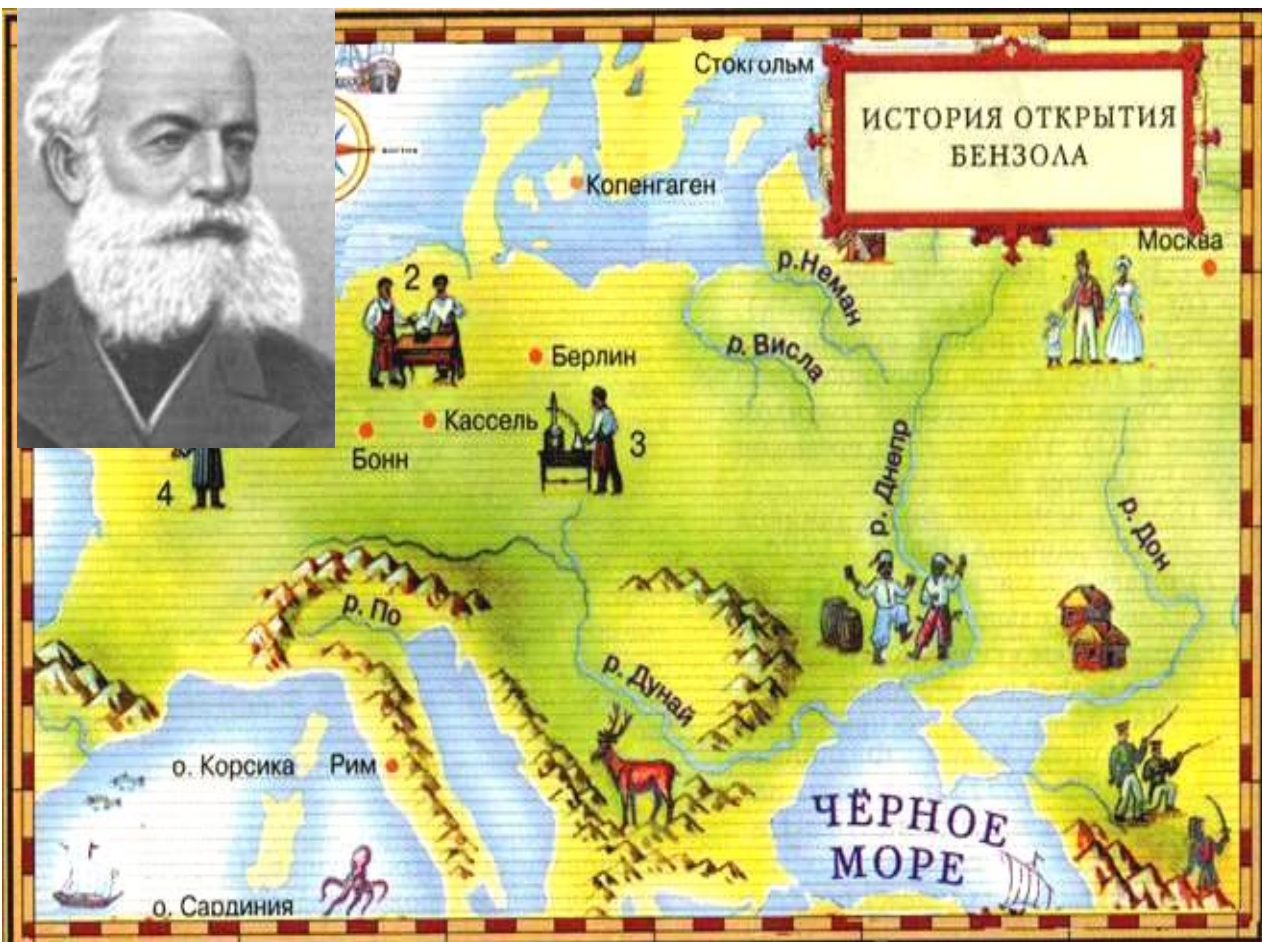 Стокгольм
ИСТОРИЯ ОТКРЫТИЯ
БЕНЗОЛА
Копенгаген
Москва
р.Неман
2
р. Висла
Берлин
Кассель
3
Бонн
4
р. Днепр
р. Дон
р. По
р. Дунай
о. Корсика
Рим
ЧЁРНОЕ
МОРЕ
о. Сардиния